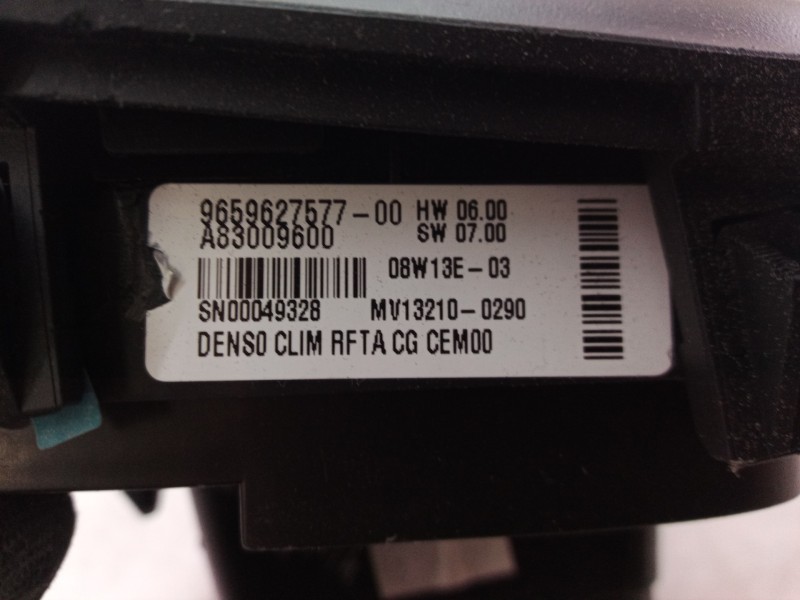 9659627577-00 HW 06.00
A83009600 SW 07.00
08W13E-03
SN00049328 MV13210-0290
DENSO CLIM RFTA CG CEM00